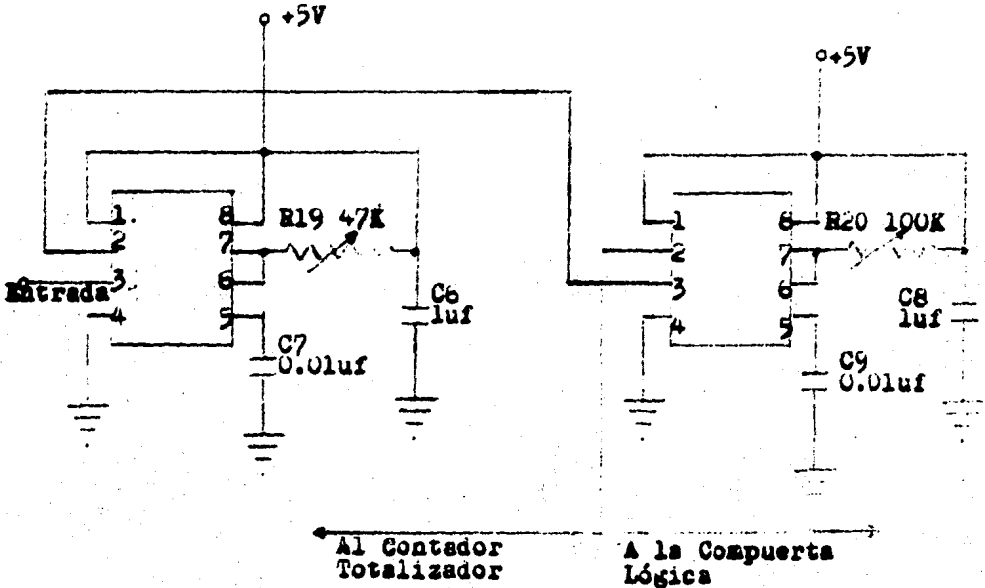 +5V
+5V
1. 8 R19 47K
2 7
Entrada 3 6
4 5
C6
1uf
C7
0.01uf
1 8 R20 100K
2 7
3 6
4 5
C8
1uf
C9
0.01uf
Al Contador
Totalizador
A la Compuerta
Lógica